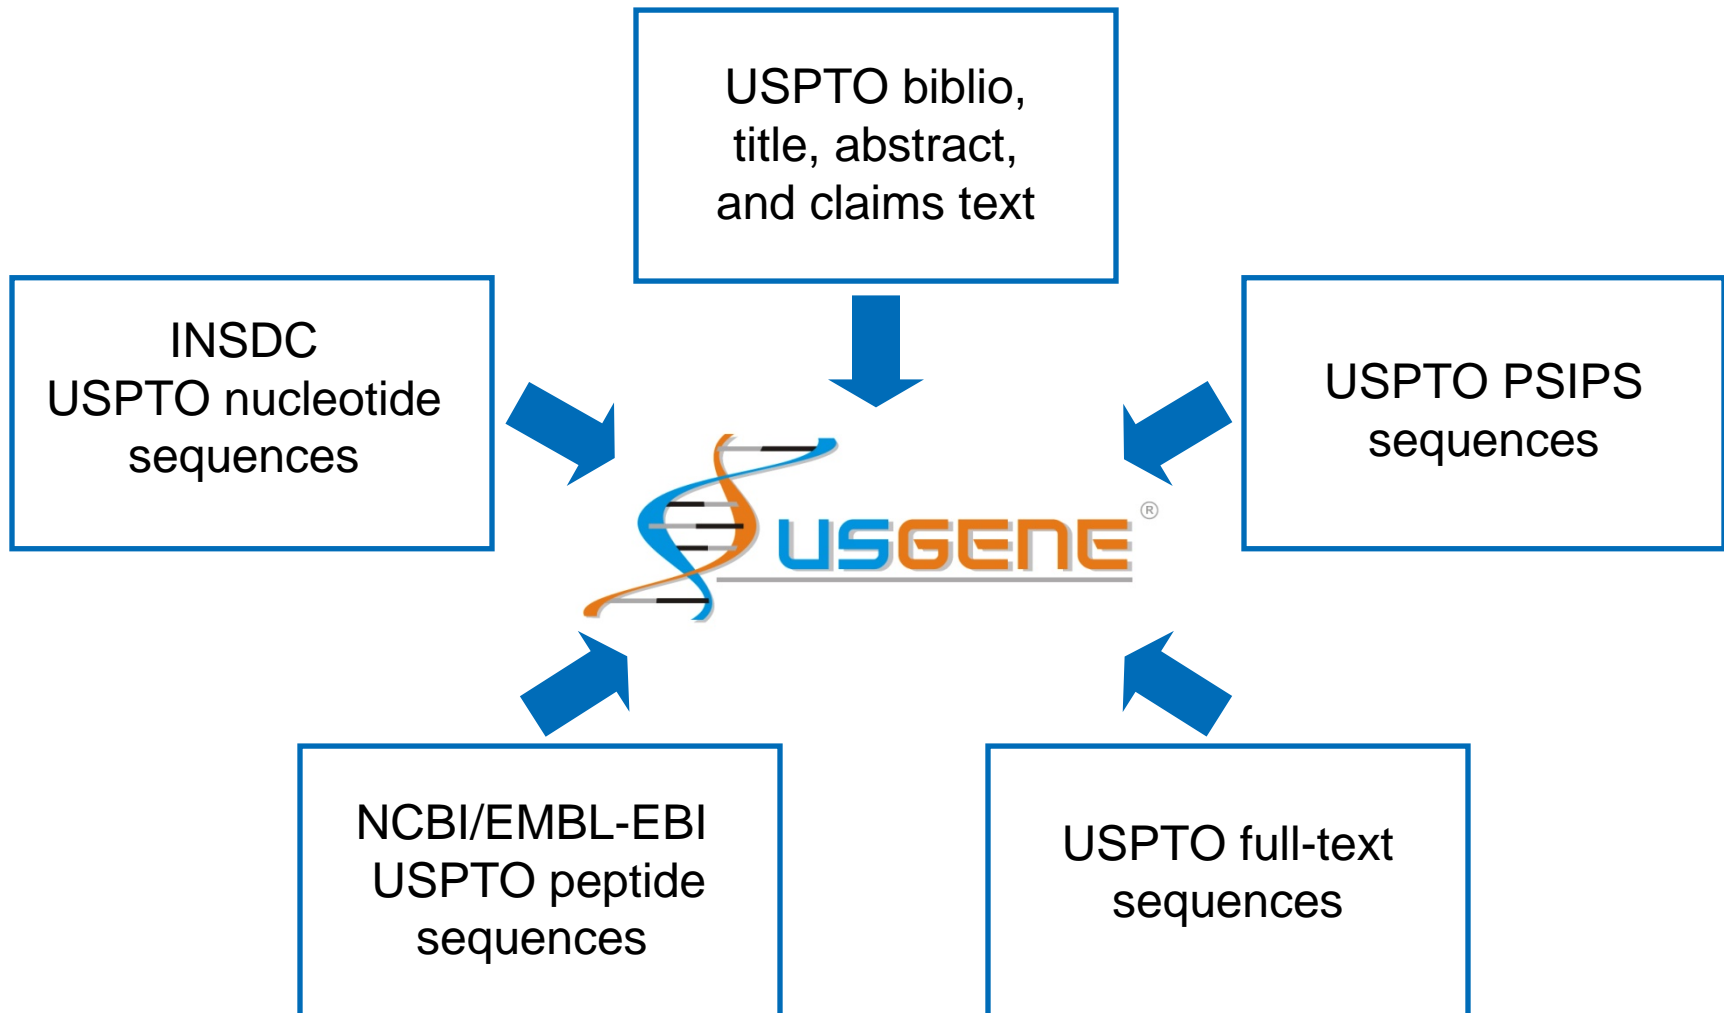 USPTO biblio,
title, abstract,
and claims text
INSDC
USPTO nucleotide
sequences
USPTO PSIPS
sequences
USGENE®
NCBI/EMBL-EBI
USPTO peptide
sequences
USPTO full-text
sequences